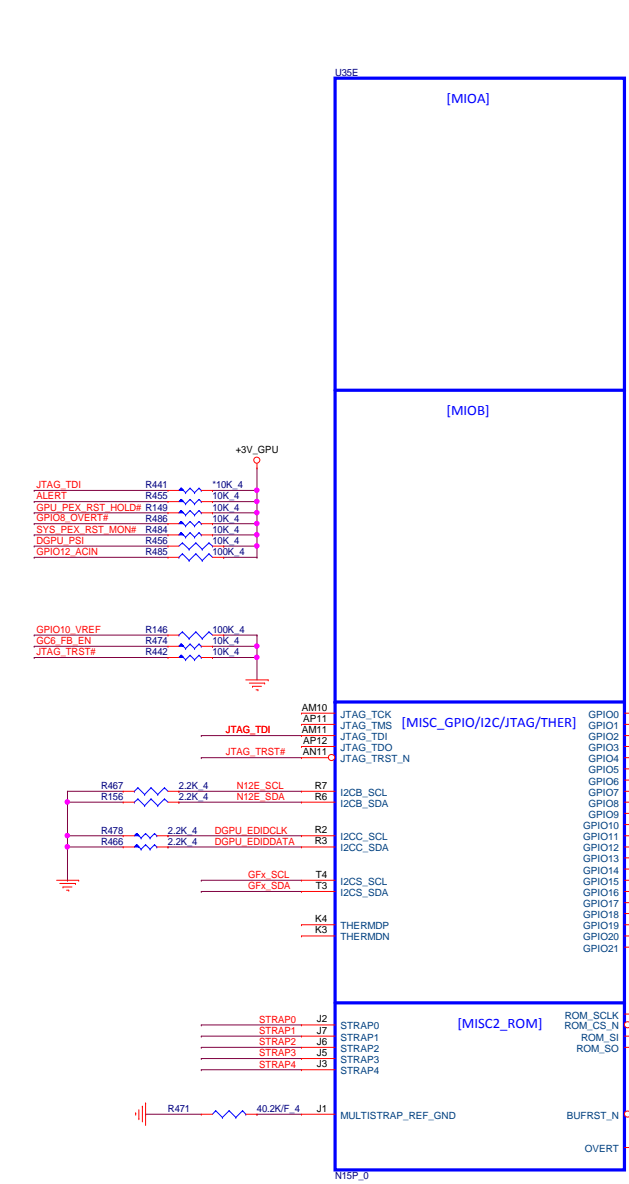 U35E
[MIOA]
[MIOB]
+3V_GPU
JTAG_TDI R441 *10K_4
ALERT R455 10K_4
GPU_PEX_RST_HOLD# R149 10K_4
GPIO8_OVERT# R486 10K_4
SYS_PEX_RST_MON# R484 10K_4
DGPU_PSI R456 10K_4
GPIO12_ACIN R485 100K_4
GPIO10_VREF R146 100K_4
GC6_FB_EN R474 10K_4
JTAG_TRST# R442 10K_4
[MISC_GPIO/I2C/JTAG/THER]
AM10 JTAG_TCK
AP11 JTAG_TMS
JTAG_TDI AM11 JTAG_TDI
AP12 JTAG_TDO
JTAG_TRST# AN11 JTAG_TRST_N
R467 2.2K_4 N12E_SCL R7 I2CB_SCL
R156 2.2K_4 N12E_SDA R6 I2CB_SDA
R478 2.2K_4 DGPU_EDIDCLK R2 I2CC_SCL
R466 2.2K_4 DGPU_EDIDDATA R3 I2CC_SDA
GFx_SCL T4 I2CS_SCL
GFx_SDA T3 I2CS_SDA
K4 THERMDP
K3 THERMDN
GPIO0
GPIO1
GPIO2
GPIO3
GPIO4
GPIO5
GPIO6
GPIO7
GPIO8
GPIO9
GPIO10
GPIO11
GPIO12
GPIO13
GPIO14
GPIO15
GPIO16
GPIO17
GPIO18
GPIO19
GPIO20
GPIO21
[MISC2_ROM]
STRAP0 J2 STRAP0
STRAP1 J7 STRAP1
STRAP2 J6 STRAP2
STRAP3 J5 STRAP3
STRAP4 J3 STRAP4
ROM_SCLK
ROM_CS_N
ROM_SI
ROM_SO
R471 40.2K/F_4 J1 MULTISTRAP_REF_GND
BUFRST_N
OVERT
N15P_0